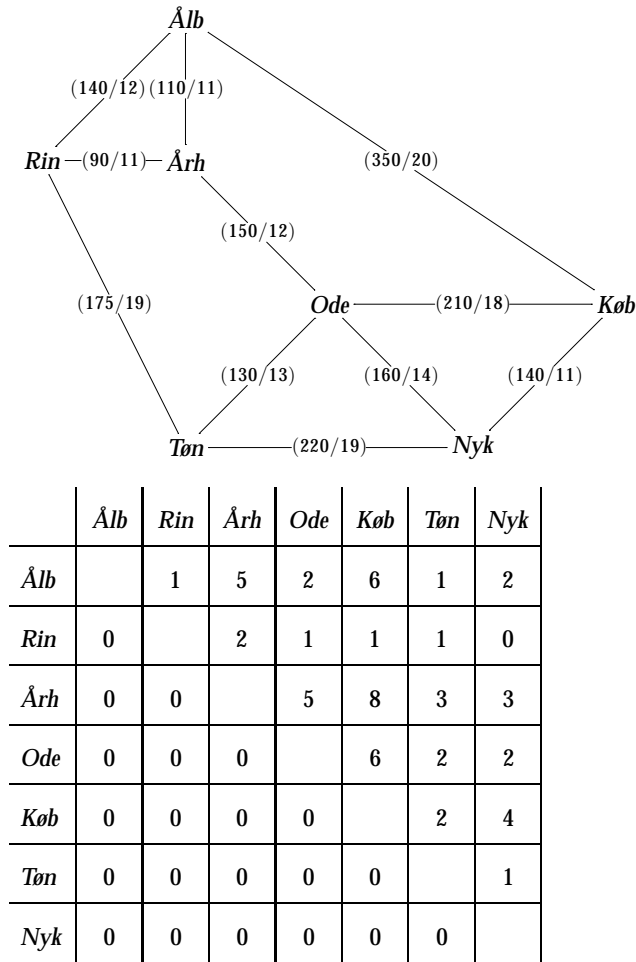 Ålb
(140/12) (110/11)
Rin (90/11) Årh (350/20)
(150/12)
(175/19) Ode (210/18) Køb
(130/13) (160/14) (140/11)
Tøn (220/19) Nyk
Ålb Rin Årh Ode Køb Tøn Nyk
Ålb 1 5 2 6 1 2
Rin 0 2 1 1 1 0
Årh 0 0 5 8 3 3
Ode 0 0 0 6 2 2
Køb 0 0 0 0 2 4
Tøn 0 0 0 0 0 1
Nyk 0 0 0 0 0 0